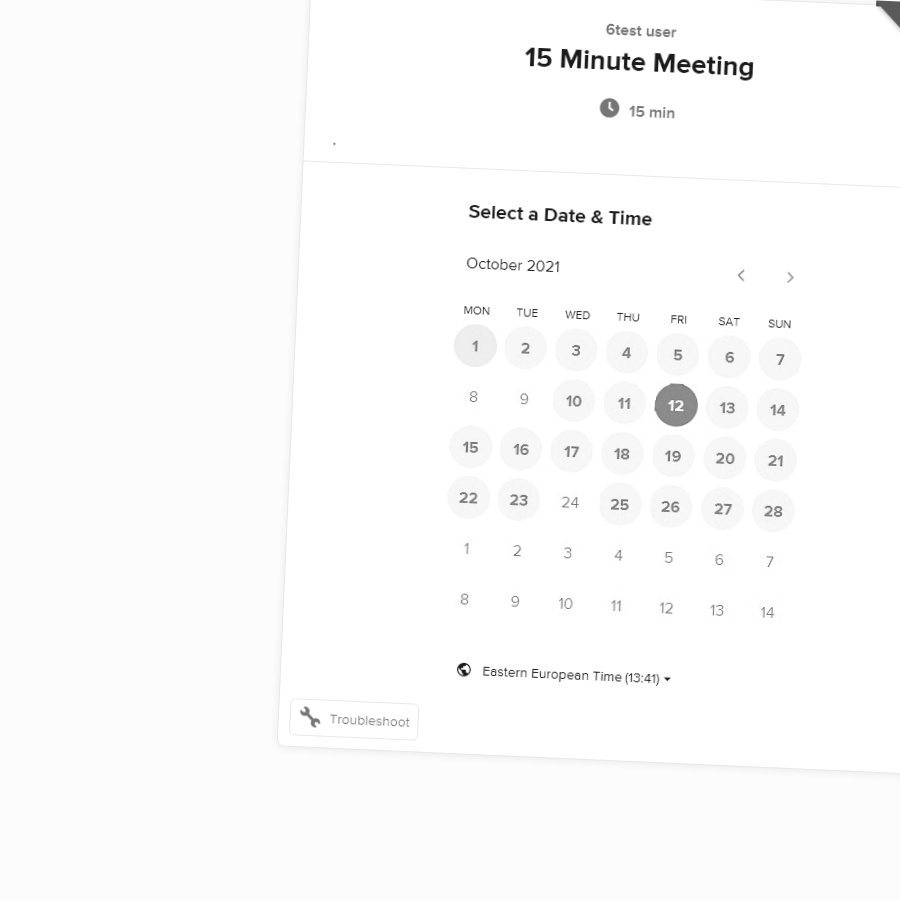 6test user
15 Minute Meeting
15 min
.
Select a Date & Time
October 2021
MON TUE WED THU FRI SAT SUN
1 2 3 4 5 6 7
8 9 10 11 12 13 14
15 16 17 18 19 20 21
22 23 24 25 26 27 28
1 2 3 4 5 6 7
8 9 10 11 12 13 14
Eastern European Time (13:41)
Troubleshoot